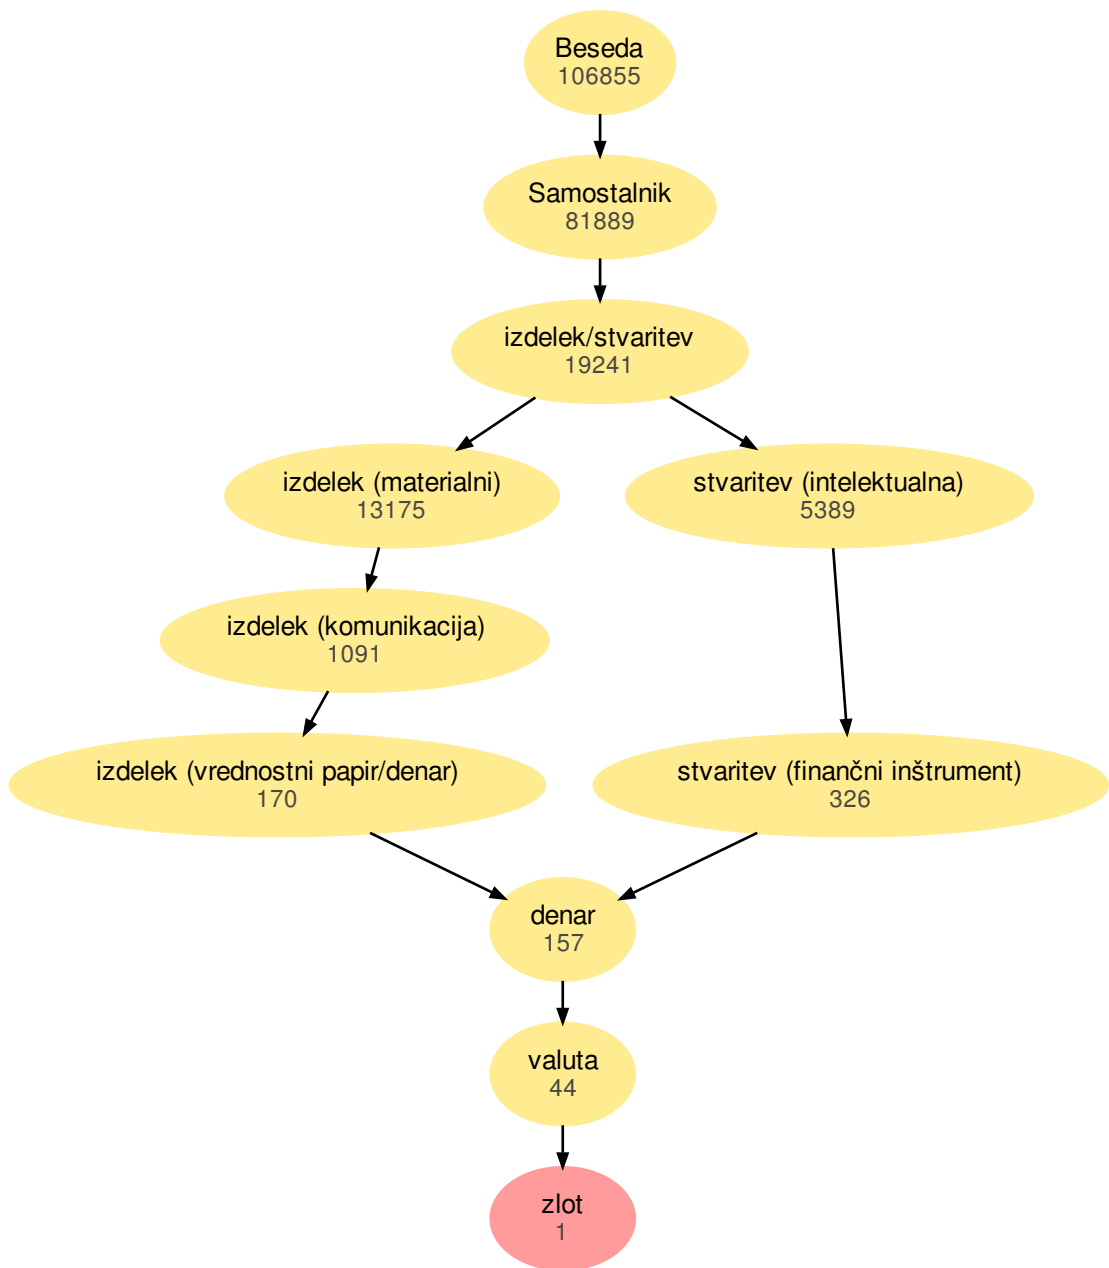 Beseda
106855
Samostalnik
81889
izdelek/stvaritev
19241
izdelek (materialni)
13175
stvaritev (intelektualna)
5389
izdelek (komunikacija)
1091
izdelek (vrednostni papir/denar)
170
stvaritev (finančni inštrument)
326
denar
157
valuta
44
zlot
1